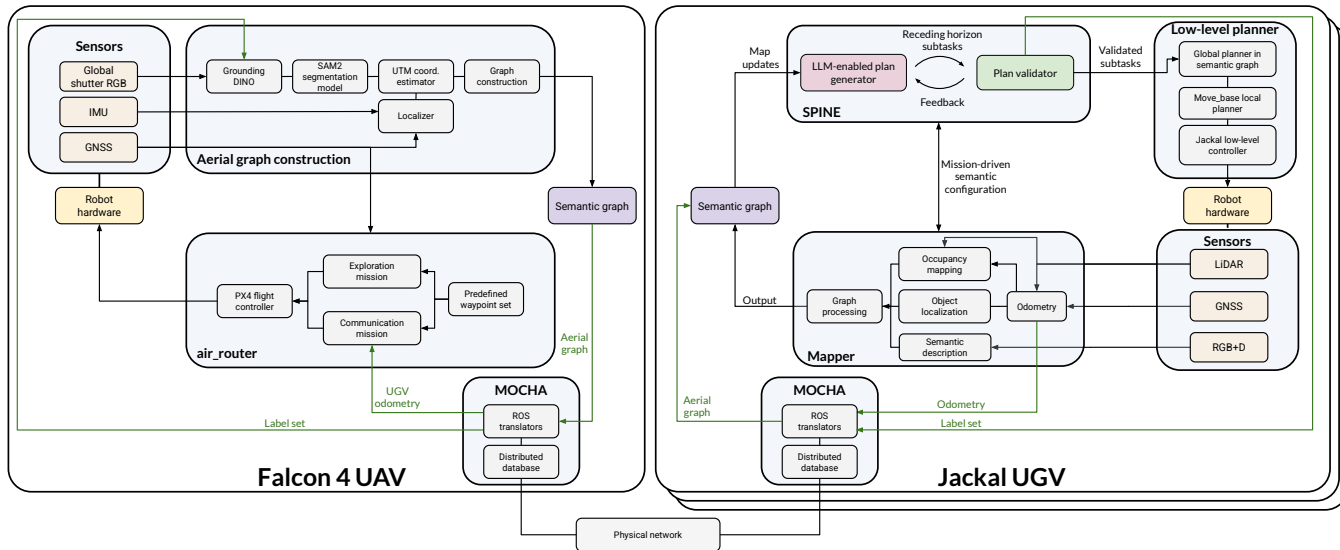 Sensors
Global
shutter RGB
IMU
GNSS
Robot
hardware
Grounding
DINO
SAM2
segmentation
model
UTM coord.
estimator
Graph
construction
Localizer
Aerial graph construction
Semantic graph
Exploration
mission
PX4 flight
controller
Predefined
waypoint set
Communication
mission
air_router
Aerial
graph
UGV
odometry
Label set
MOCHA
ROS
translators
Distributed
database
Falcon 4 UAV
Physical network
Map
updates
LLM-enabled plan
generator
Receding horizon
subtasks
Feedback
Plan validator
SPINE
Validated
subtasks
Low-level planner
Global planner in
semantic graph
Move_base local
planner
Jackal low-level
controller
Robot
hardware
Mission-driven
semantic
configuration
Semantic graph
Output
Occupancy
mapping
Graph
processing
Object
localization
Odometry
Semantic
description
Mapper
Sensors
LiDAR
GNSS
RGB+D
Aerial
graph
Odometry
Label set
MOCHA
ROS
translators
Distributed
database
Jackal UGV